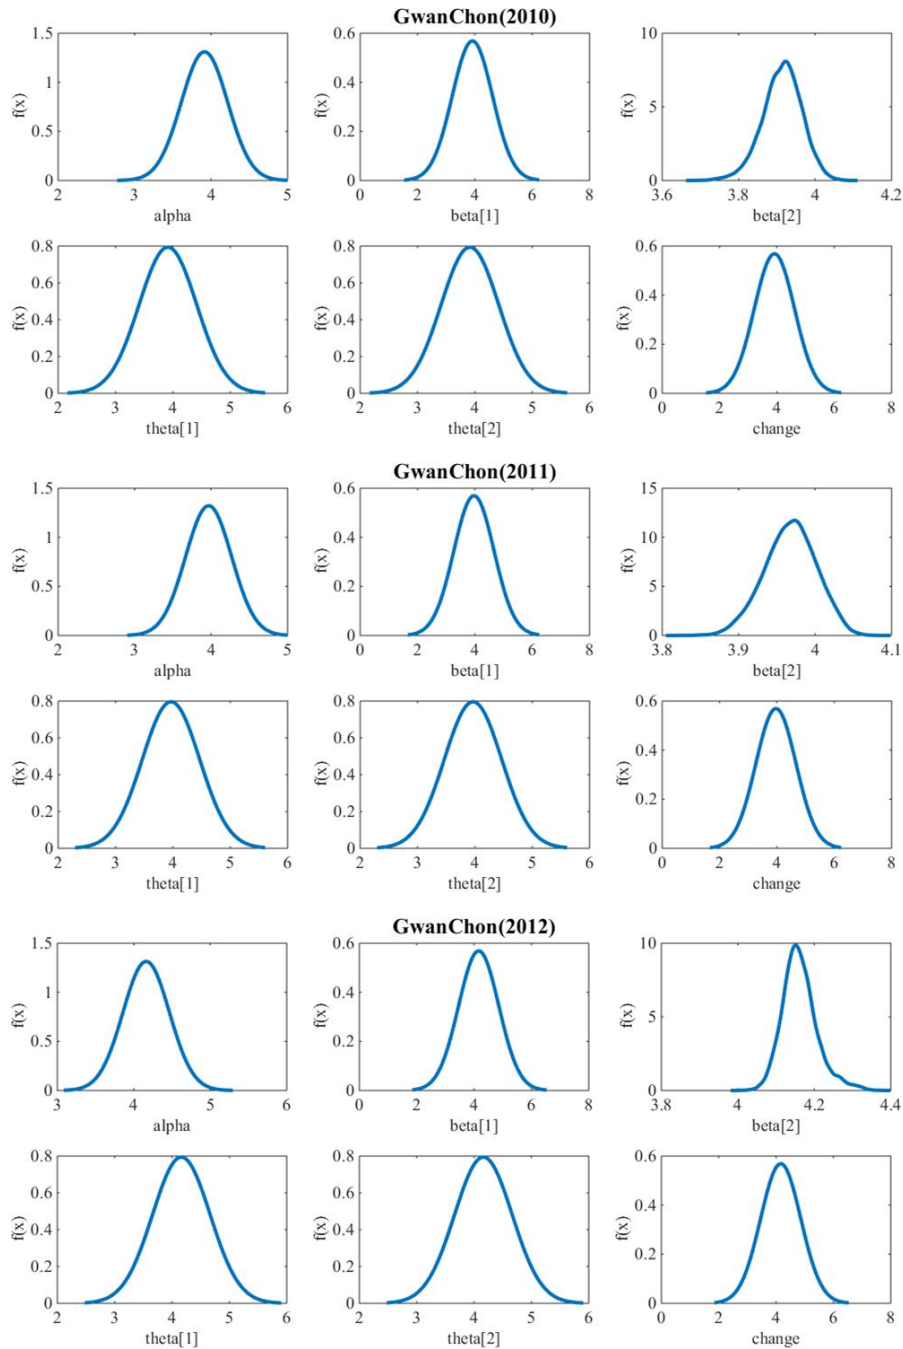 GwanChon(2010)
1.5 1 0.5 0 f(x) 2 3 4 5 alpha
0.6 0.4 0.2 0 f(x) 0 2 4 6 8 beta[1]
10 5 0 f(x) 3.6 3.8 4 4.2 beta[2]
0.8 0.6 0.4 0.2 0 f(x) 2 3 4 5 6 theta[1]
0.8 0.6 0.4 0.2 0 f(x) 2 3 4 5 6 theta[2]
0.6 0.4 0.2 0 f(x) 0 2 4 6 8 change
GwanChon(2011)
1.5 1 0.5 0 f(x) 2 3 4 5 alpha
0.6 0.4 0.2 0 f(x) 0 2 4 6 8 beta[1]
15 10 5 0 f(x) 3.8 3.9 4 4.1 beta[2]
0.8 0.6 0.4 0.2 0 f(x) 2 3 4 5 6 theta[1]
0.8 0.6 0.4 0.2 0 f(x) 2 3 4 5 6 theta[2]
0.6 0.4 0.2 0 f(x) 0 2 4 6 8 change
GwanChon(2012)
1.5 1 0.5 0 f(x) 3 4 5 6 alpha
0.6 0.4 0.2 0 f(x) 0 2 4 6 8 beta[1]
10 5 0 f(x) 3.8 4 4.2 4.4 beta[2]
0.8 0.6 0.4 0.2 0 f(x) 2 3 4 5 6 theta[1]
0.8 0.6 0.4 0.2 0 f(x) 2 3 4 5 6 theta[2]
0.6 0.4 0.2 0 f(x) 0 2 4 6 8 change